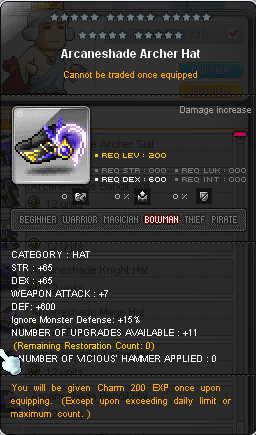 Arcaneshade Archer Hat
Cannot be traded once equipped
Damage increase
REQ LEV : 200
REQ STR : 000 REQ LUK : 000
REQ DEX : 600 REQ INT : 000
0% 0% 0%
BEGINNER WARRIOR MAGICIAN BOWMAN THIEF PIRATE
CATEGORY : HAT
STR : +65
DEX : +65
WEAPON ATTACK : +7
DEF: +600
Ignore Monster Defense: +15%
NUMBER OF UPGRADES AVAILABLE : +11
(Remaining Restoration Count: 0)
NUMBER OF VICIOUS' HAMMER APPLIED : 0
You will be given Charm 200 EXP once upon
equipping. (Except upon exceeding daily limit or
maximum count. )